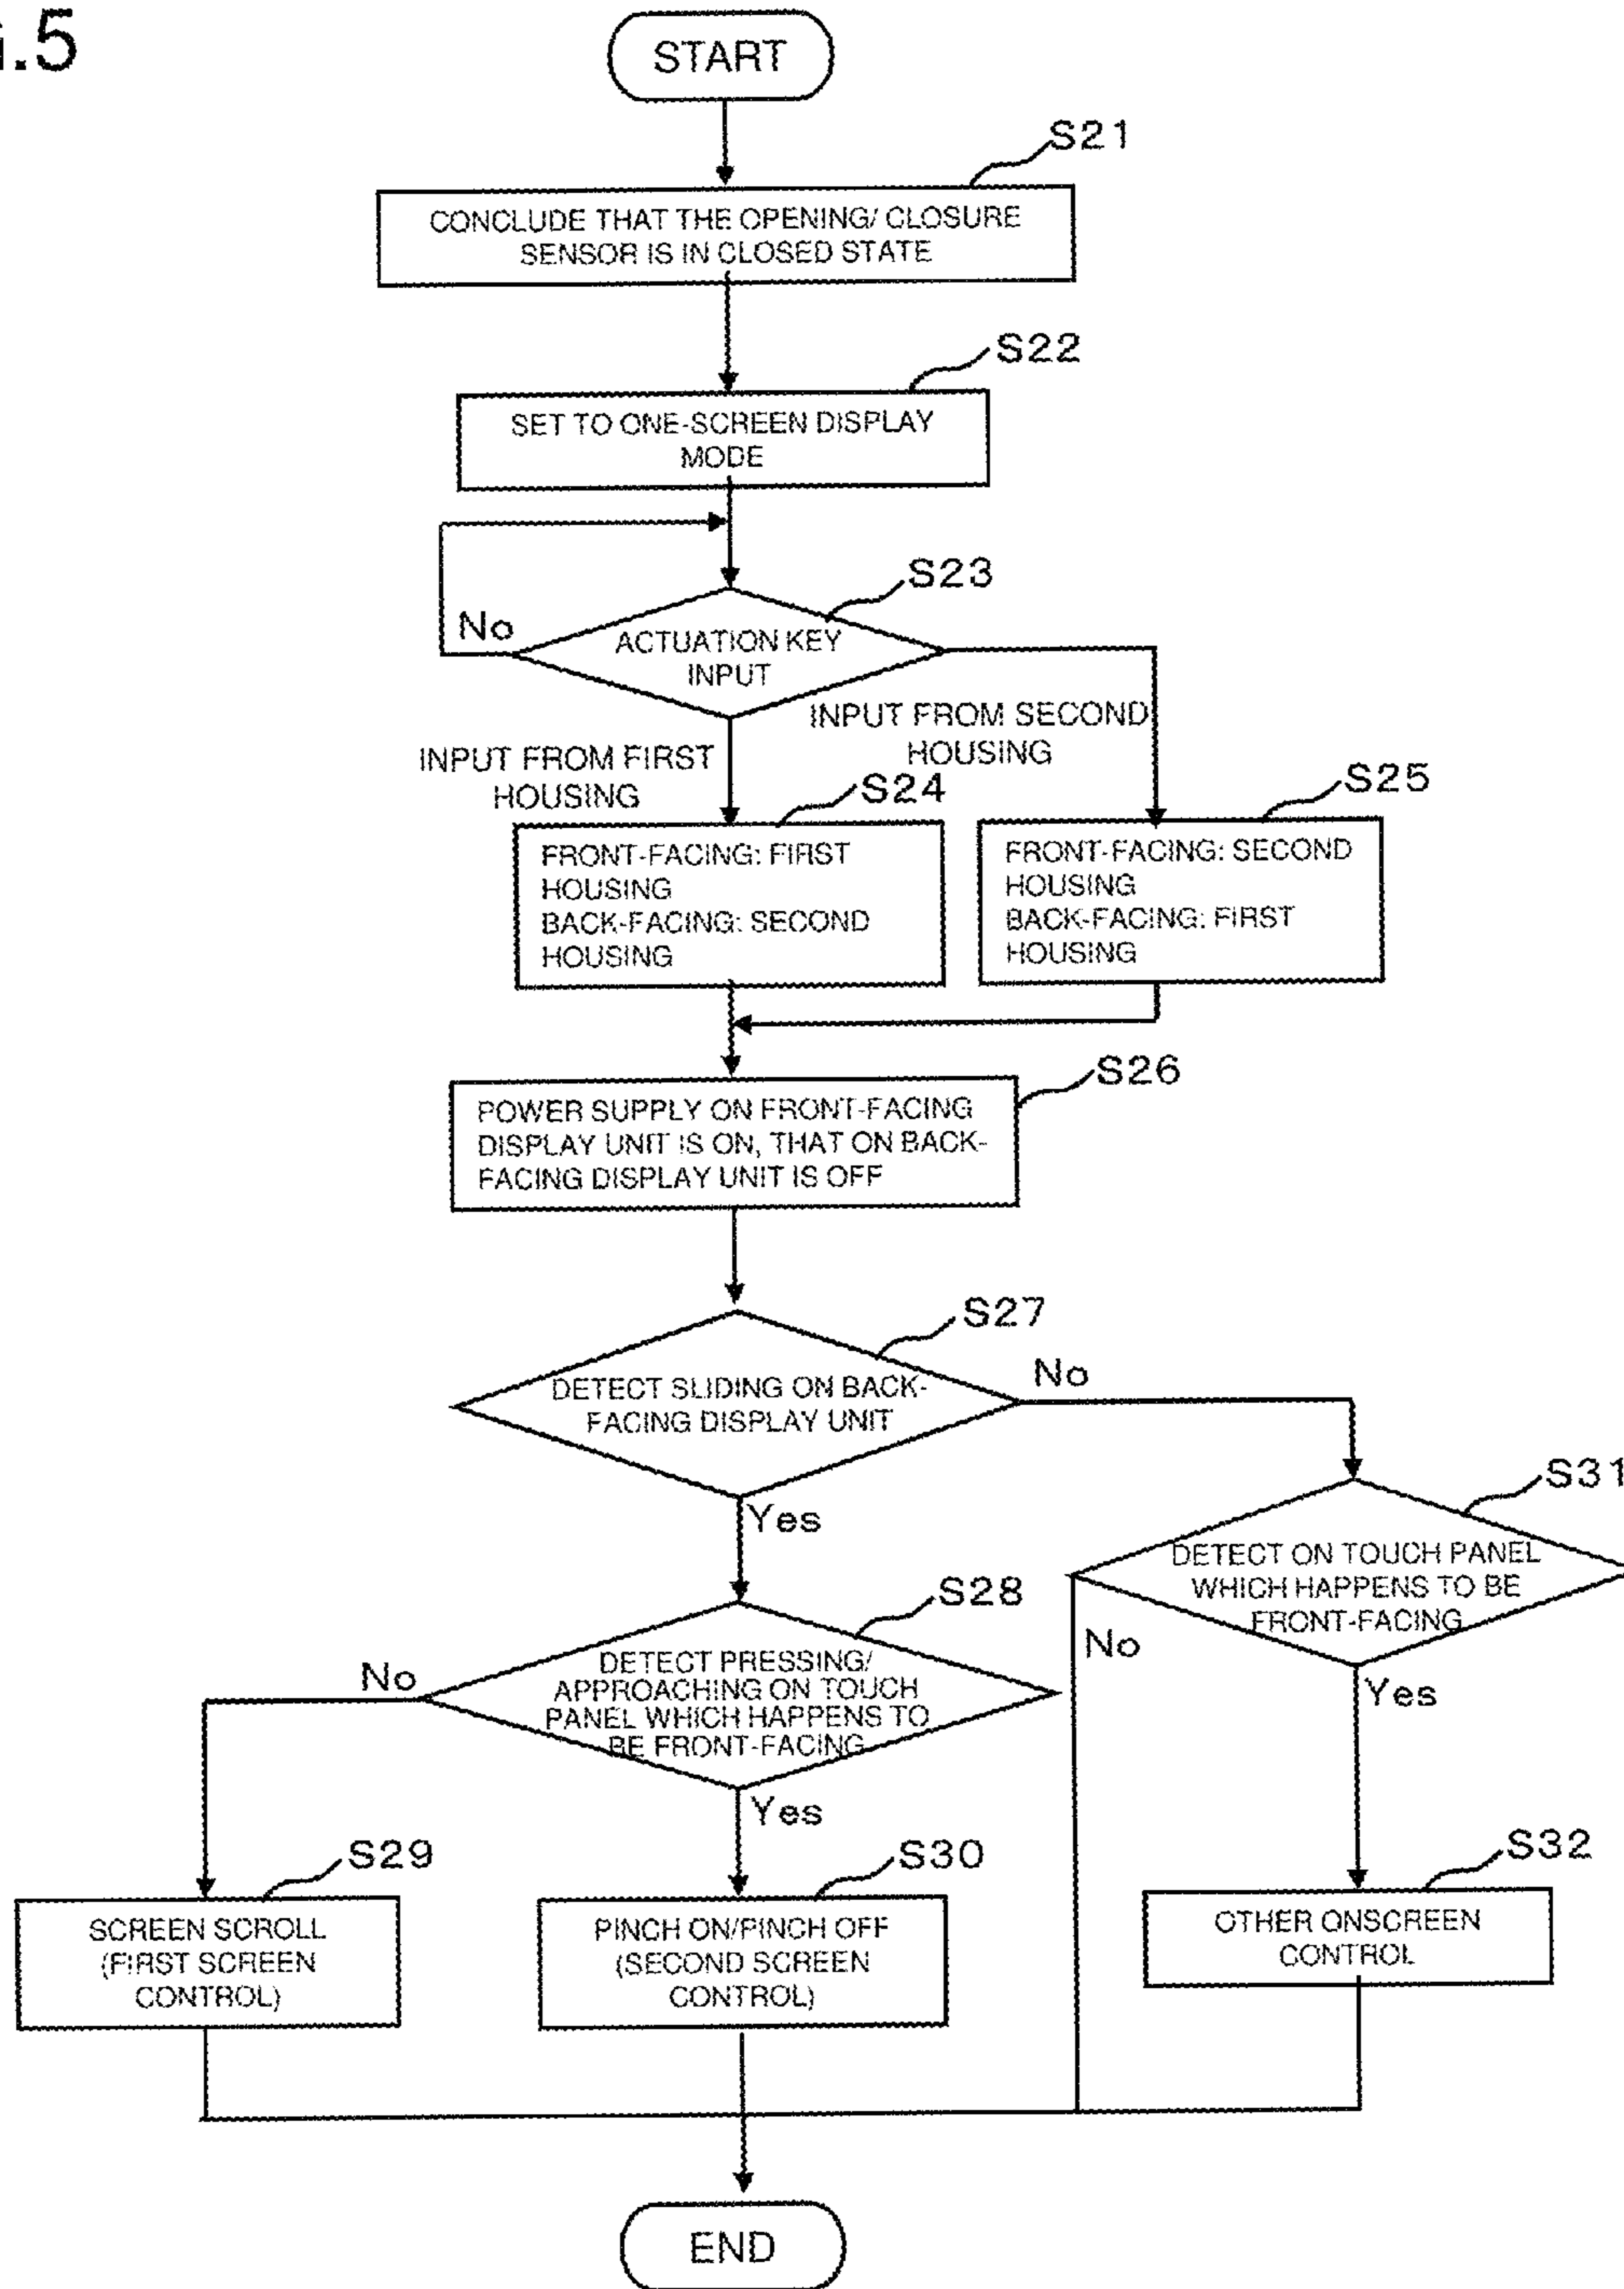 .5
START
S21
CONCLUDE THAT THE OPENING/ CLOSURE
SENSOR IS IN CLOSED STATE
S22
SET TO ONE-SCREEN DISPLAY
MODE
S23
No
ACTUATION KEY
INPUT
INPUT FROM SECOND
HOUSING
INPUT FROM FIRST
HOUSING
S24
S25
FRONT-FACING: FIRST
HOUSING
BACK-FACING: SECOND
HOUSING
FRONT-FACING: SECOND
HOUSING
BACK-FACING: FIRST
HOUSING
S26
POWER SUPPLY ON FRONT-FACING
DISPLAY UNIT IS ON, THAT ON BACK-
FACING DISPLAY UNIT IS OFF
S27
DETECT SLIDING ON BACK-
FACING DISPLAY UNIT
No
Yes
S31
DETECT ON TOUCH PANEL
WHICH HAPPENS TO BE
FRONT-FACING
No
Yes
S28
DETECT PRESSING/
APPROACHING ON TOUCH
PANEL WHICH HAPPENS TO
BE FRONT-FACING
No
Yes
S29
SCREEN SCROLL
(FIRST SCREEN
CONTROL)
S30
PINCH ON/PINCH OFF
(SECOND SCREEN
CONTROL)
S32
OTHER ONSCREEN
CONTROL
END